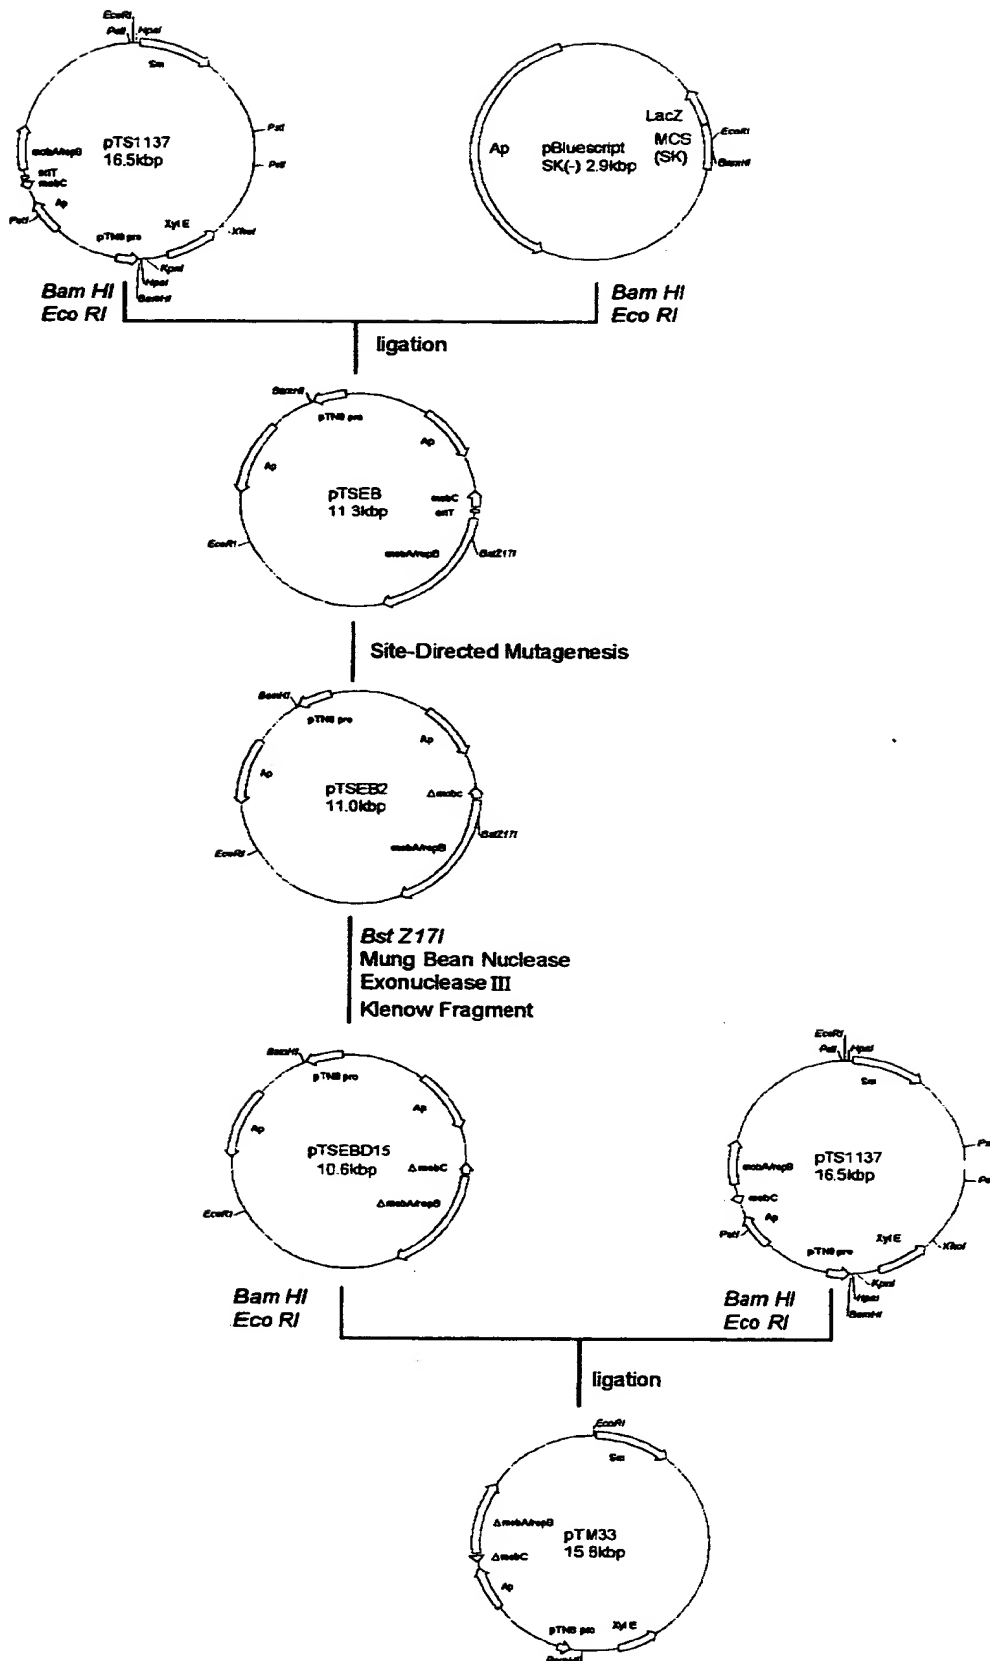 EcoRI
PstI HpaI
Sm
PstI
PstI
pTS1137
16.5kbp
mobA/repB
oriT
mobC
Ap
PstI
pTN8 pro
Xyl E
XhoI
KpnI
HpaI
BamHI
Ap
pBluescript
SK(-) 2.9kbp
LacZ
MCS
(SK)
EcoRI
BamHI
Bam HI
Eco RI
Bam HI
Eco RI
ligation
BamHI
pTN8 pro
Ap
Ap
pTSEB
11.3kbp
mobC
oriT
mobA/repB
BstZ17I
EcoRI
Site-Directed Mutagenesis
BamHI
pTN8 pro
Ap
Ap
pTSEB2
11.0kbp
ΔmobC
BstZ17I
mobA/repB
EcoRI
Bst Z17I
Mung Bean Nuclease
Exonuclease III
Klenow Fragment
BamHI
pTN8 pro
Ap
Ap
pTSEBD15
10.6kbp
ΔmobC
ΔmobA/repB
EcoRI
EcoRI
PstI HpaI
Sm
pTS1137
16.5kbp
mobA/repB
mobC
Ap
PstI
pTN8 pro
Xyl E
XhoI
KpnI
HpaI
BamHI
Bam HI
Eco RI
Bam HI
Eco RI
ligation
EcoRI
Sm
ΔmobA/repB
pTM33
15.8kbp
ΔmobC
Ap
pTN8 pro
Xyl E
BamHI